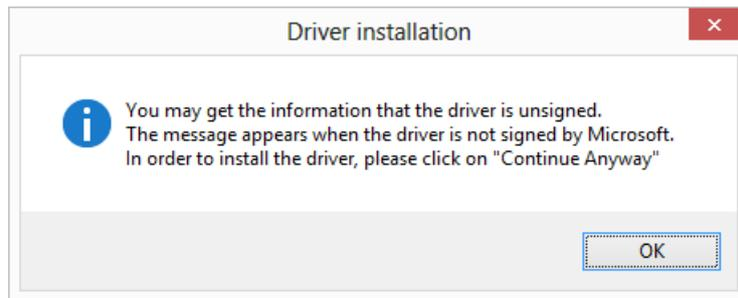 Driver installation
You may get the information that the driver is unsigned.
The message appears when the driver is not signed by Microsoft.
In order to install the driver, please click on "Continue Anyway"
OK